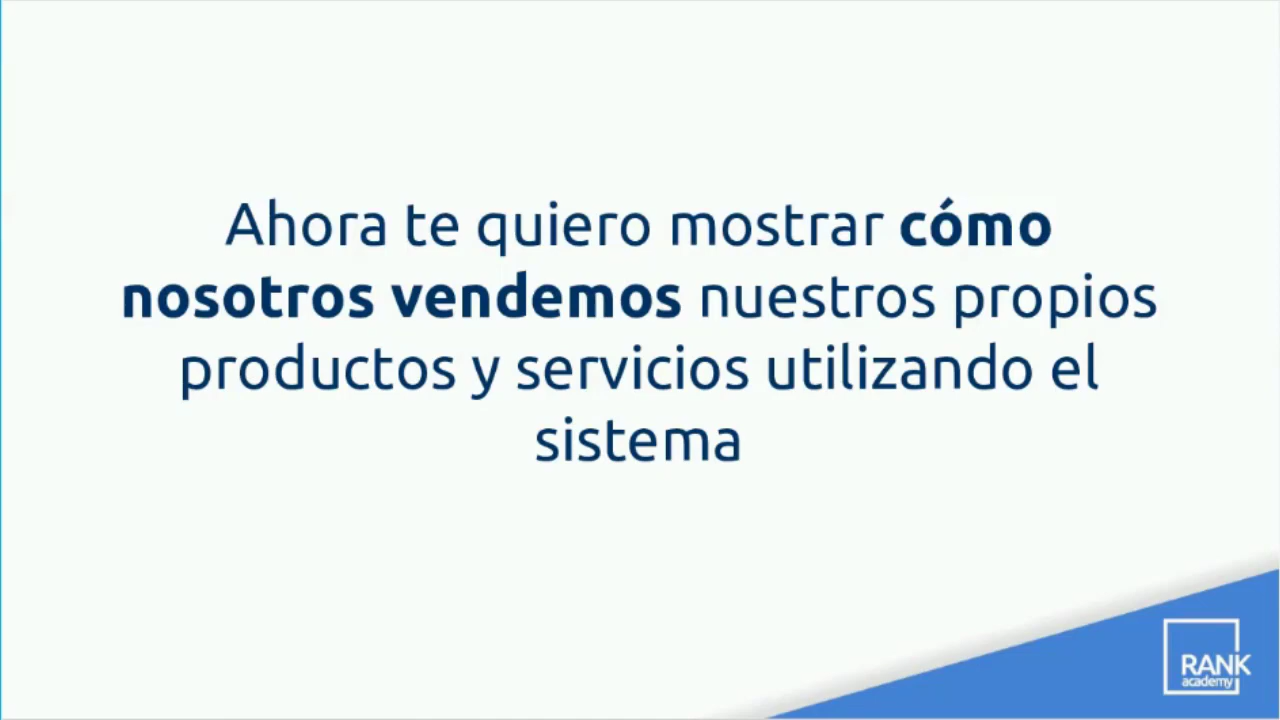 Ahora te quiero mostrar cómo
nosotros vendemos nuestros propios
productos y servicios utilizando el
sistema
RANK
academy